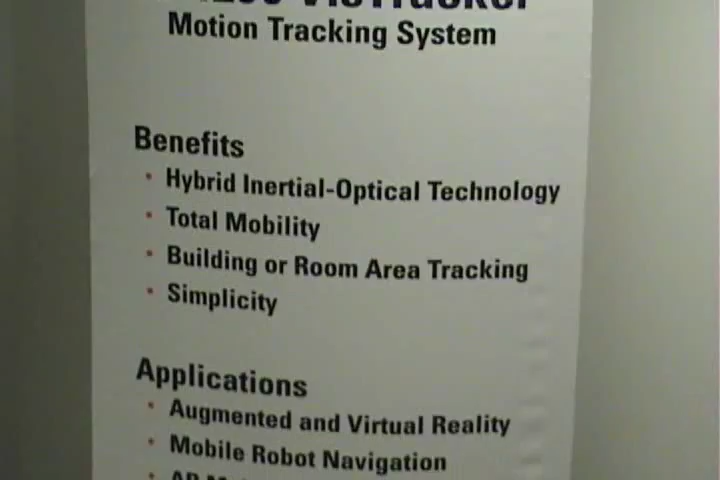 VisTracker
Motion Tracking System
Benefits
• Hybrid Inertial-Optical Technology
• Total Mobility
• Building or Room Area Tracking
• Simplicity
Applications
• Augmented and Virtual Reality
• Mobile Robot Navigation